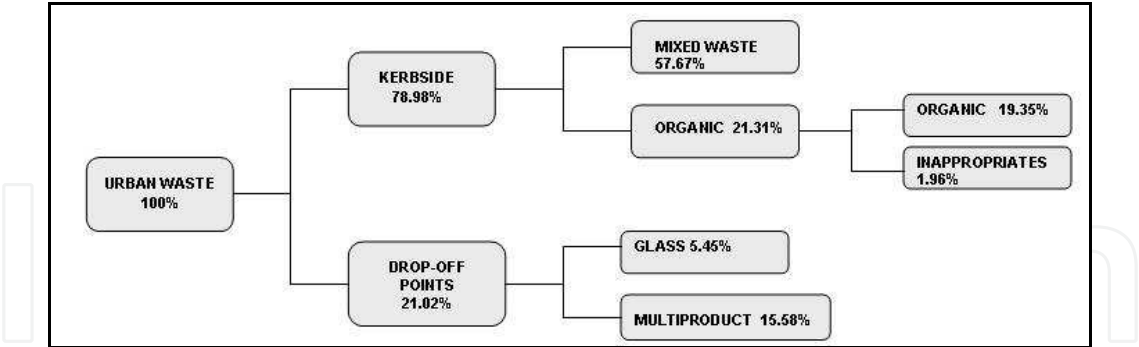 URBAN WASTE
100%
KERBSIDE
78.98%
DROP-OFF
POINTS
21.02%
MIXED WASTE
57.67%
ORGANIC 21.31%
GLASS 5.45%
MULTIPRODUCT 15.58%
ORGANIC 19.35%
INAPPROPRIATES
1.96%